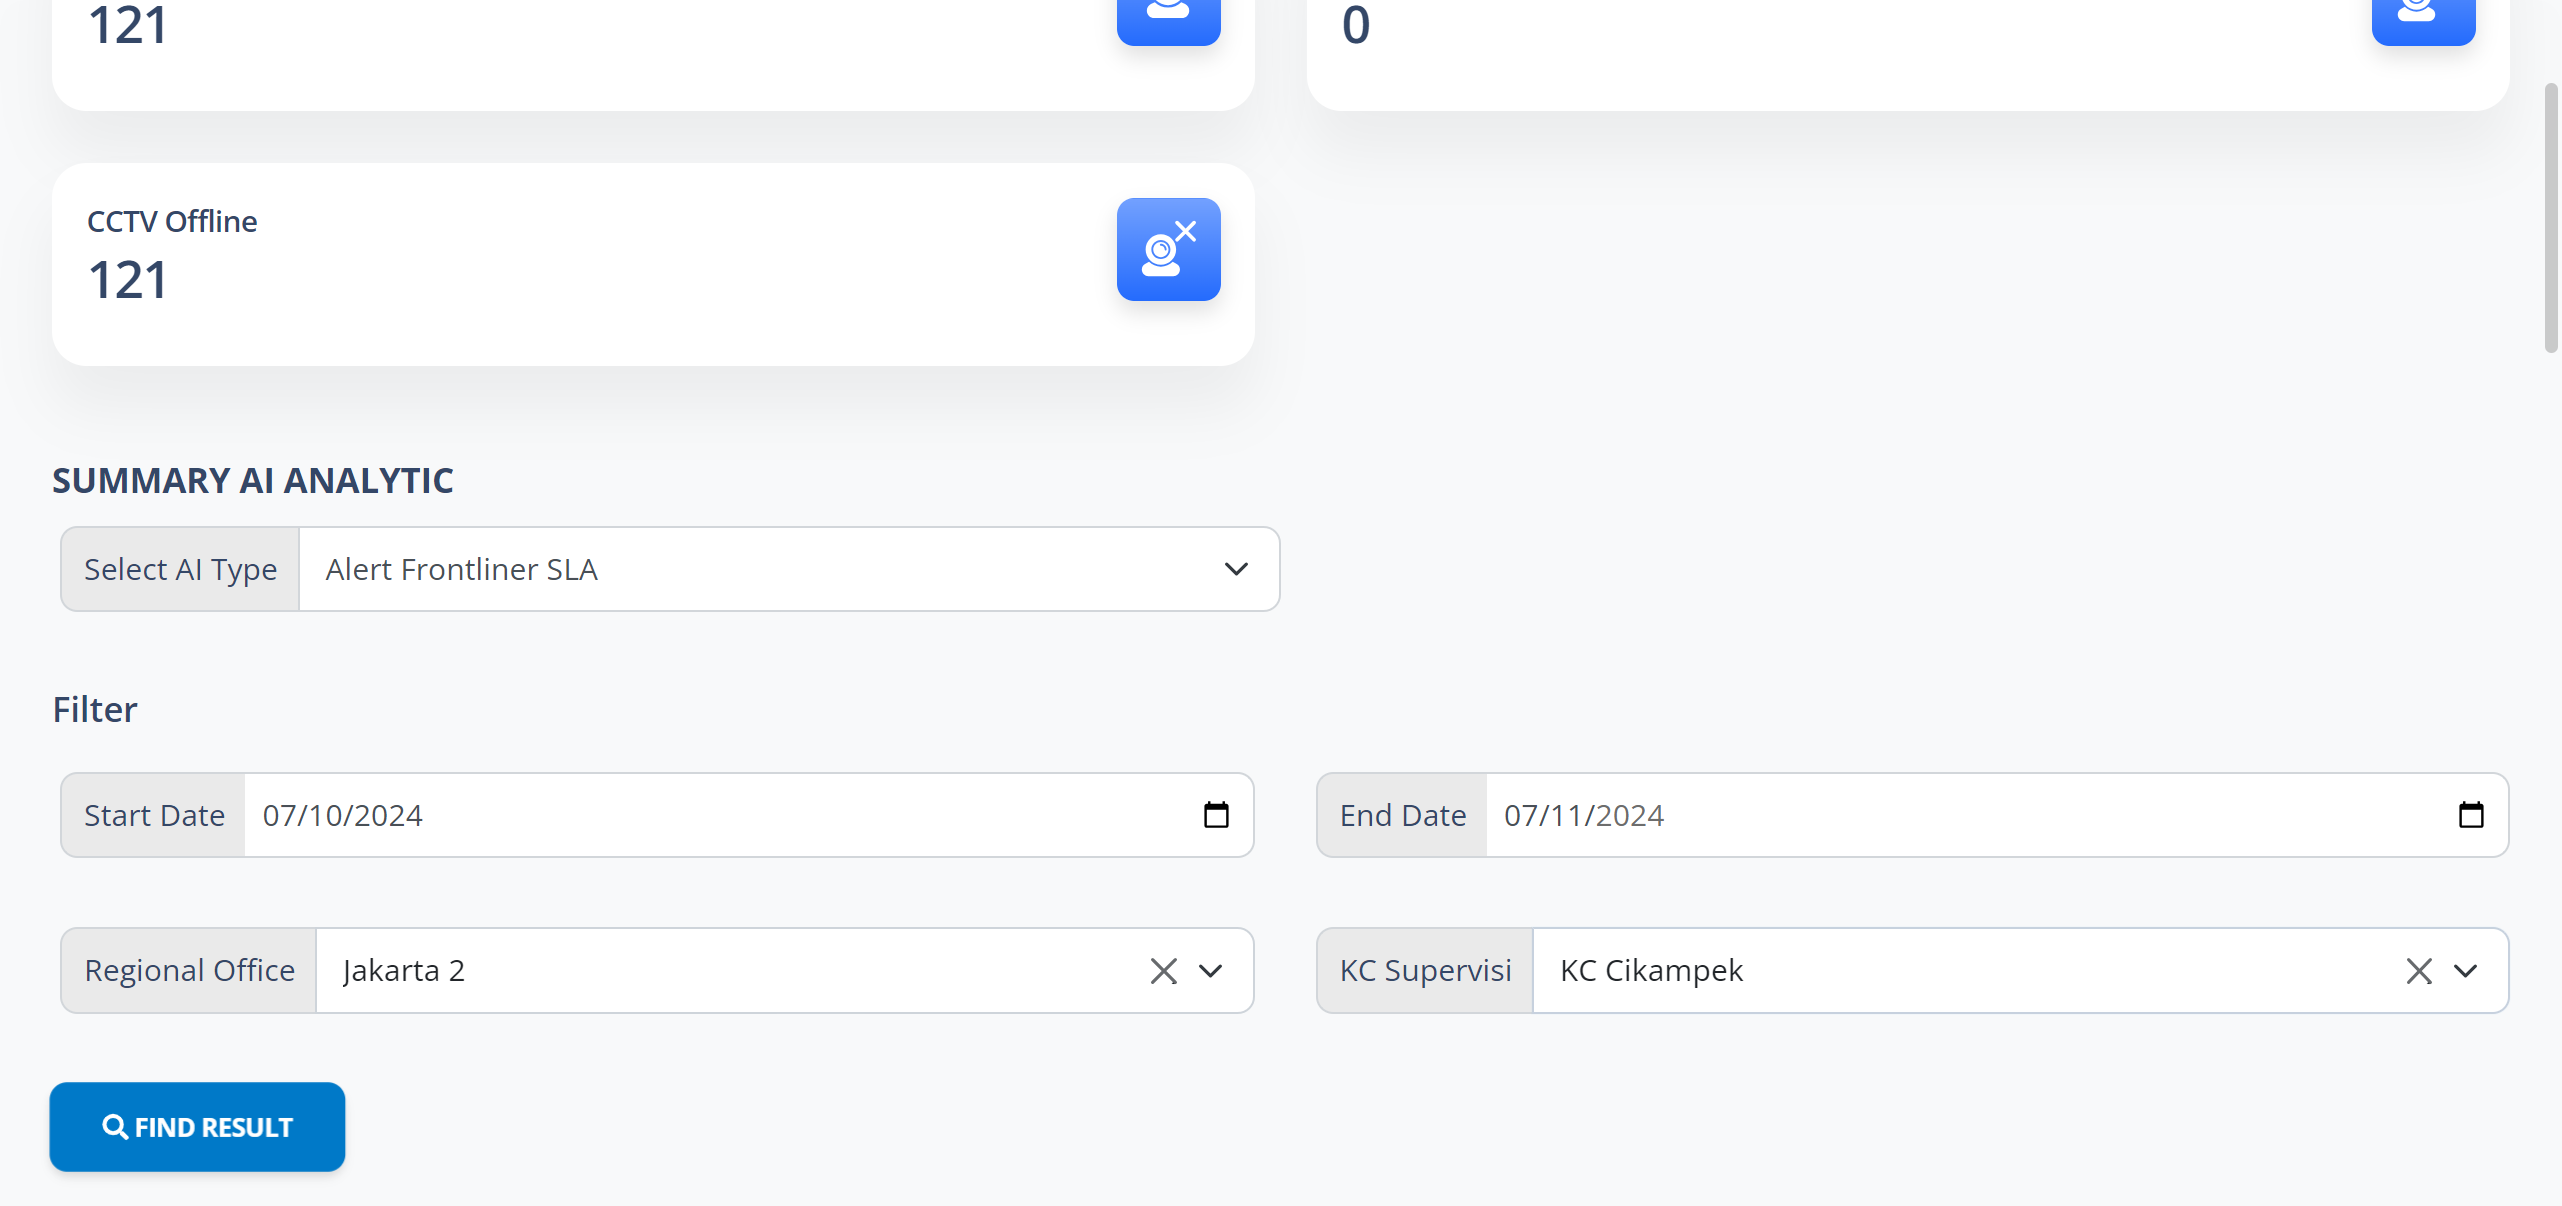 121
0
CCTV Offline
121
SUMMARY AI ANALYTIC
Select AI Type
Alert Frontliner SLA
Filter
Start Date
07/10/2024
End Date
07/11/2024
Regional Office
Jakarta 2
KC Supervisi
KC Cikampek
FIND RESULT